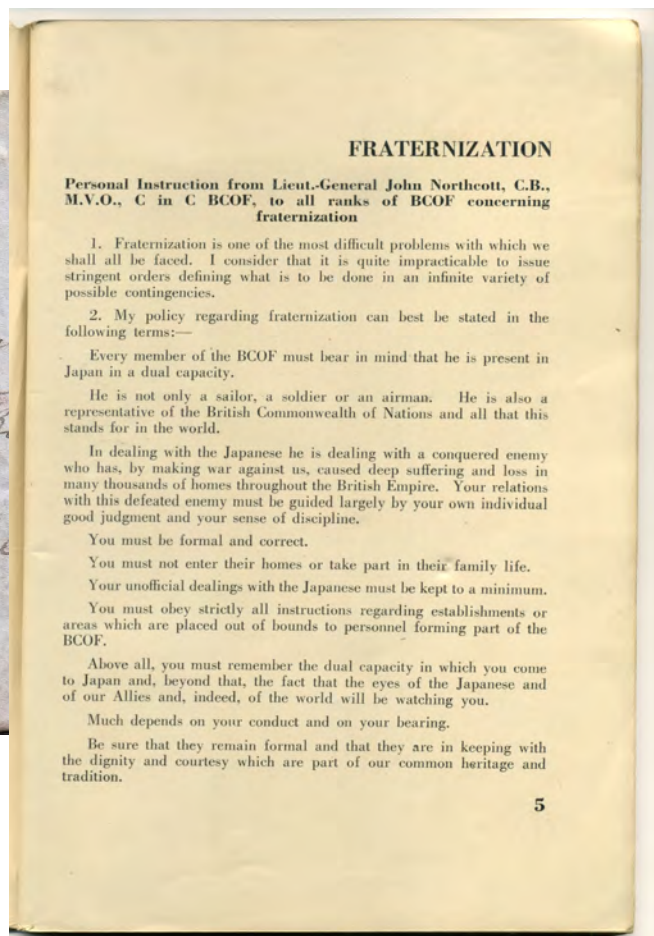 FRATERNIZATION
Personal Instruction from Lieut.-General John Northcott, C.B.,
M.V.O., C in C BCOF, to all ranks of BCOF concerning
fraternization
1. Fraternization is one of the most difficult problems with which we
shall all be faced. I consider that it is quite impracticable to issue
stringent orders defining what is to be done in an infinite variety of
possible contingencies.
2. My policy regarding fraternization can best be stated in the
following terms:—
Every member of the BCOF must bear in mind that he is present in
Japan in a dual capacity.
He is not only a sailor, a soldier or an airman. He is also a
representative of the British Commonwealth of Nations and all that this
stands for in the world.
In dealing with the Japanese he is dealing with a conquered enemy
who has, by making war against us, caused deep suffering and loss in
many thousands of homes throughout the British Empire. Your relations
with this defeated enemy must be guided largely by your own individual
good judgment and your sense of discipline.
You must be formal and correct.
You must not enter their homes or take part in their family life.
Your unofficial dealings with the Japanese must be kept to a minimum.
You must obey strictly all instructions regarding establishments or
areas which are placed out of bounds to personnel forming part of the
BCOF.
Above all, you must remember the dual capacity in which you come
to Japan and, beyond that, the fact that the eyes of the Japanese and
of our Allies and, indeed, of the world will be watching you.
Much depends on your conduct and on your bearing.
Be sure that they remain formal and that they are in keeping with
the dignity and courtesy which are part of our common heritage and
tradition.
5